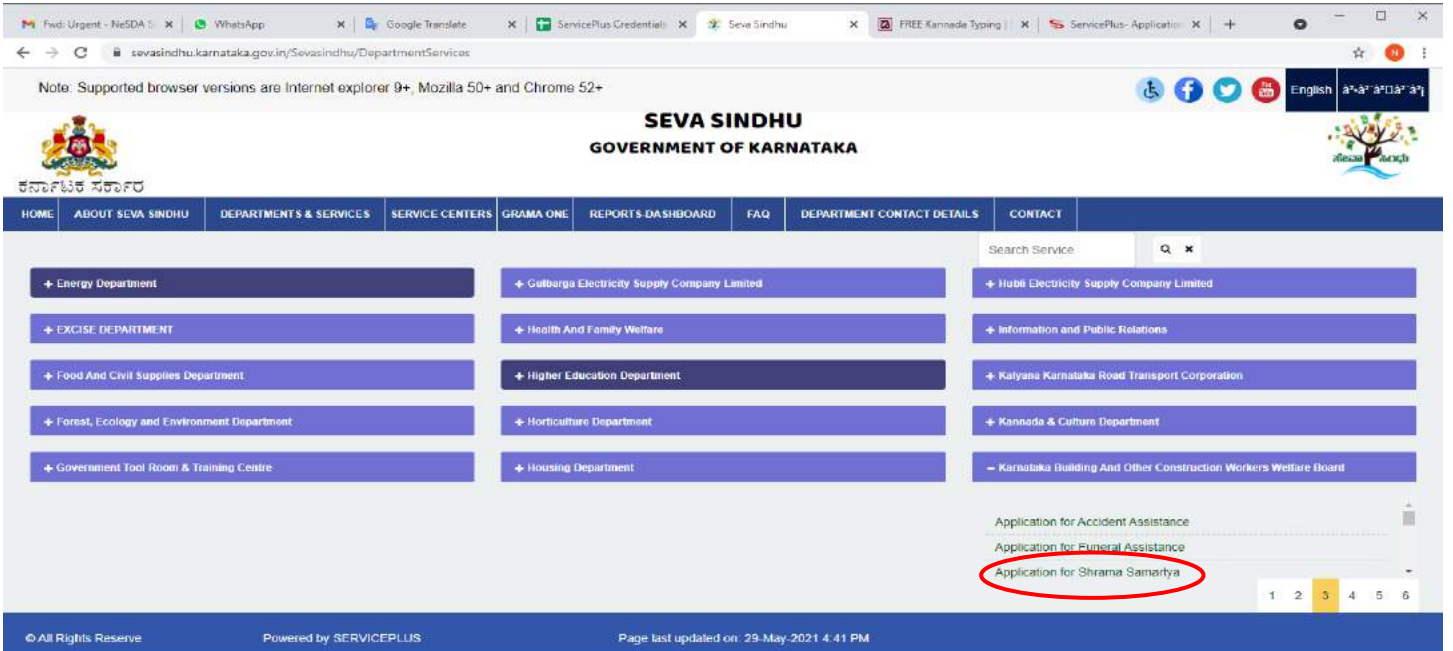 Fwd: Urgent - NeSDA S
WhatsApp
Google Translate
ServicePlus Credentials
Seva Sindhu
FREE Kannada Typing
ServicePlus- Applicatio
sevasindhu.karnataka.gov.in/Sevasindhu/DepartmentServices
N
Note: Supported browser versions are Internet explorer 9+, Mozilla 50+ and Chrome 52+
You Tube
English
SEVA SINDHU
GOVERNMENT OF KARNATAKA
ಕರ್ನಾಟಕ ಸರ್ಕಾರ
ಸೇವಾ ಸಿಂಧು
HOME ABOUT SEVA SINDHU DEPARTMENTS & SERVICES SERVICE CENTERS GRAMA ONE REPORTS-DASHBOARD FAQ DEPARTMENT CONTACT DETAILS CONTACT
Search Service
+ Energy Department
+ Gulbarga Electricity Supply Company Limited
+ Hubli Electricity Supply Company Limited
+ EXCISE DEPARTMENT
+ Health And Family Welfare
+ Information and Public Relations
+ Food And Civil Supplies Department
+ Higher Education Department
+ Kalyana Karnataka Road Transport Corporation
+ Forest, Ecology and Environment Department
+ Horticulture Department
+ Kannada & Culture Department
+ Government Tool Room & Training Centre
+ Housing Department
− Karnataka Building And Other Construction Workers Welfare Board
Application for Accident Assistance
Application for Funeral Assistance
Application for Shrama Samartya
1 2 3 4 5 6
© All Rights Reserve
Powered by SERVICEPLUS
Page last updated on: 29-May-2021 4:41 PM